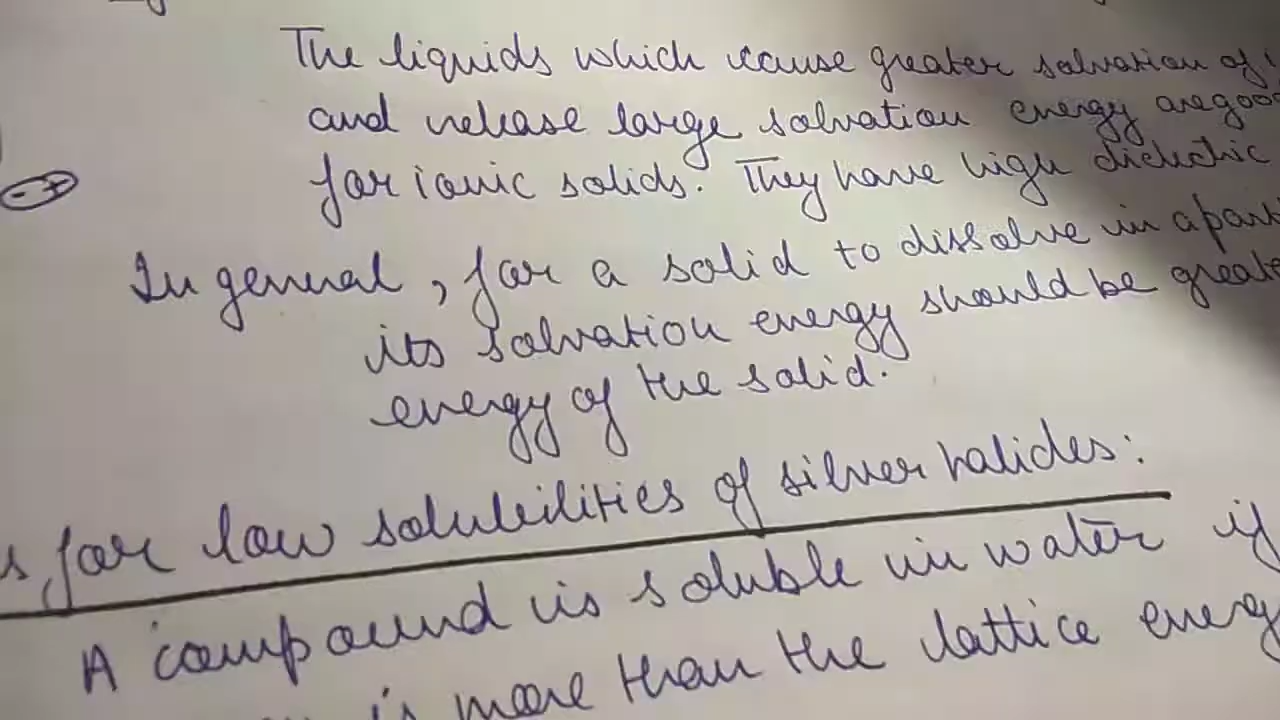 The liquids which cause greater solvation of
and release large solvation energy are
for ionic solids. They have high dielectric
In general, for a solid to dissolve in a
its solvation energy should be
energy of the solid.
for low solubilities of silver halides:
A compound is soluble in water if
is more than the lattice